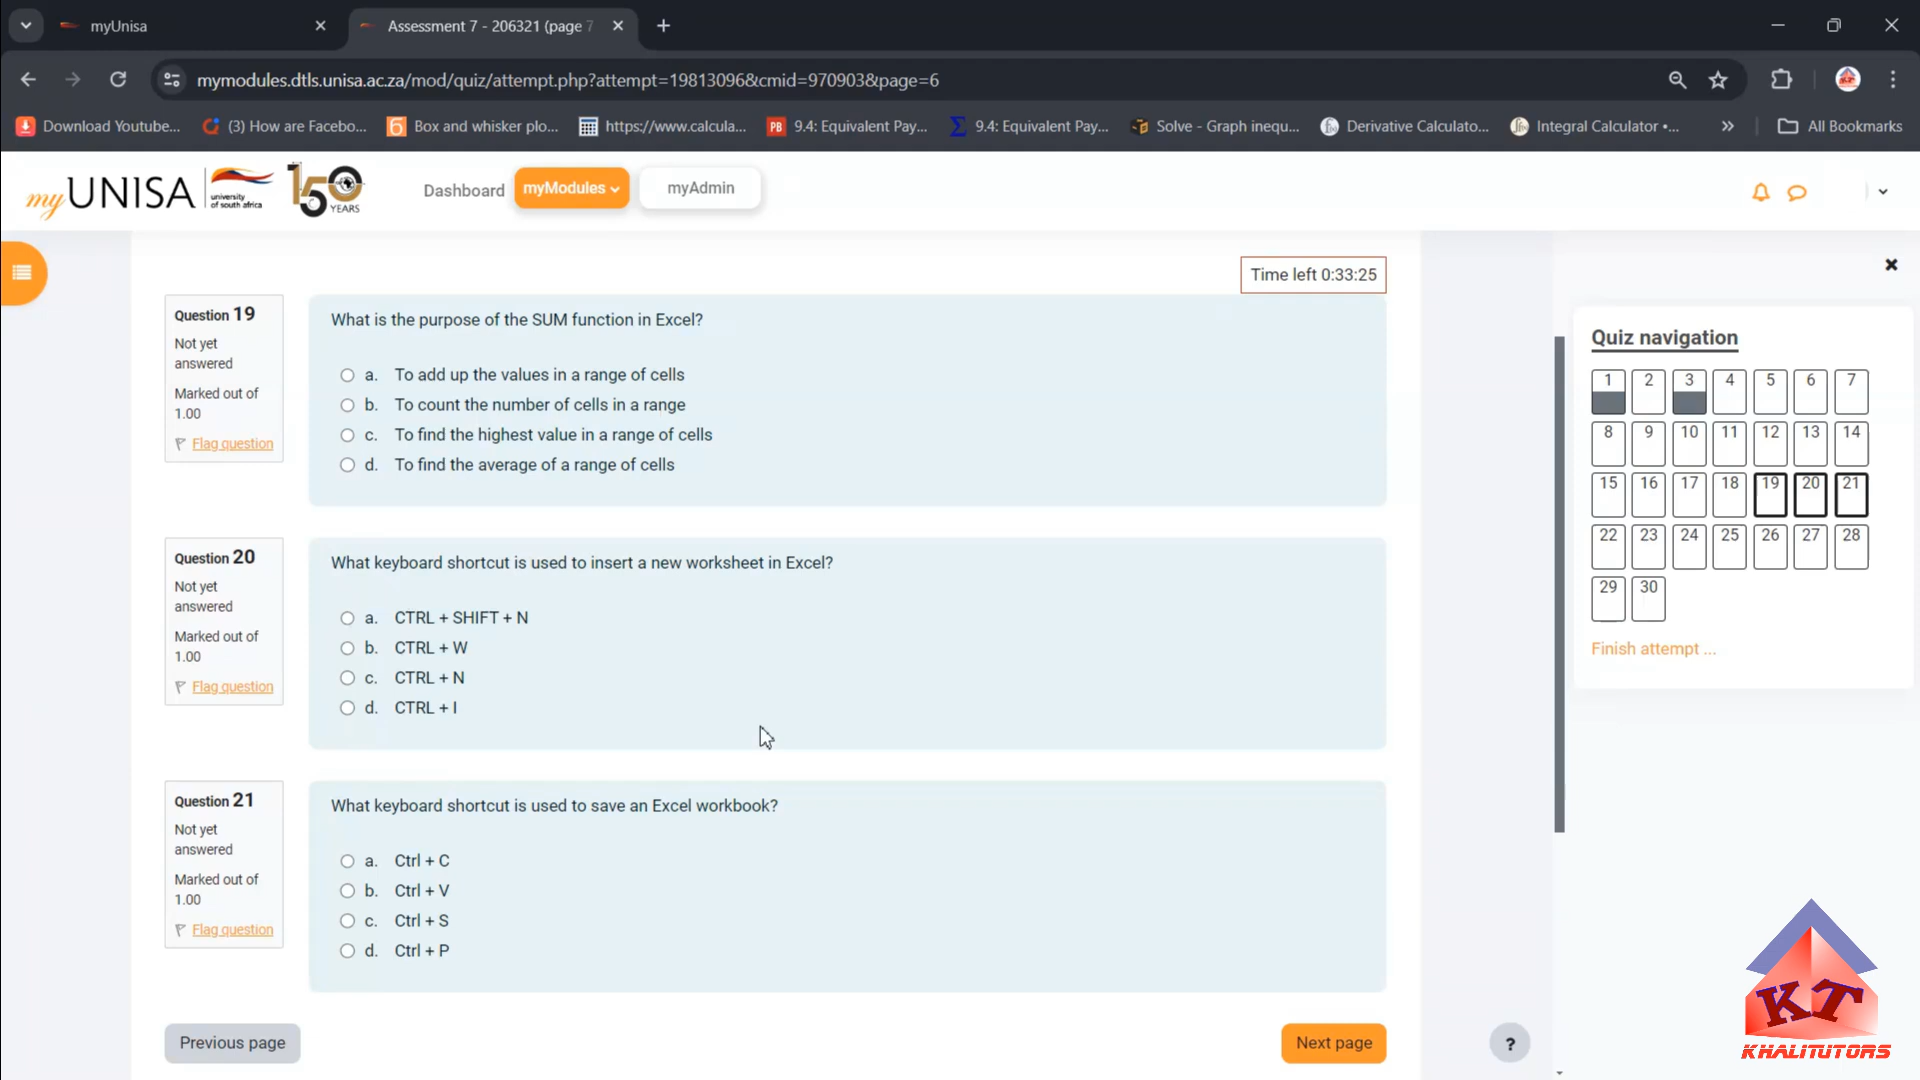 myUnisa
Assessment 7 - 206321 (page 7
mymodules.dtls.unisa.ac.za/mod/quiz/attempt.php?attempt=19813096&cmid=970903&page=6
Download Youtube...
(3) How are Facebo...
Box and whisker plo...
https://www.calcula...
PB
9.4: Equivalent Pay...
9.4: Equivalent Pay...
Solve - Graph inequ...
Derivative Calculato...
Integral Calculator •...
All Bookmarks
my UNISA
university
of south africa
150
YEARS
Dashboard
myModules
myAdmin
Time left 0:33:25
Question 19
Not yet
answered
Marked out of
1.00
Flag question
What is the purpose of the SUM function in Excel?
a. To add up the values in a range of cells
b. To count the number of cells in a range
c. To find the highest value in a range of cells
d. To find the average of a range of cells
Question 20
Not yet
answered
Marked out of
1.00
Flag question
What keyboard shortcut is used to insert a new worksheet in Excel?
a. CTRL + SHIFT + N
b. CTRL + W
c. CTRL + N
d. CTRL + I
Question 21
Not yet
answered
Marked out of
1.00
Flag question
What keyboard shortcut is used to save an Excel workbook?
a. Ctrl + C
b. Ctrl + V
c. Ctrl + S
d. Ctrl + P
Previous page
Next page
?
Quiz navigation
1 2 3 4 5 6 7
8 9 10 11 12 13 14
15 16 17 18 19 20 21
22 23 24 25 26 27 28
29 30
Finish attempt ...
KT
KHALITUTORS